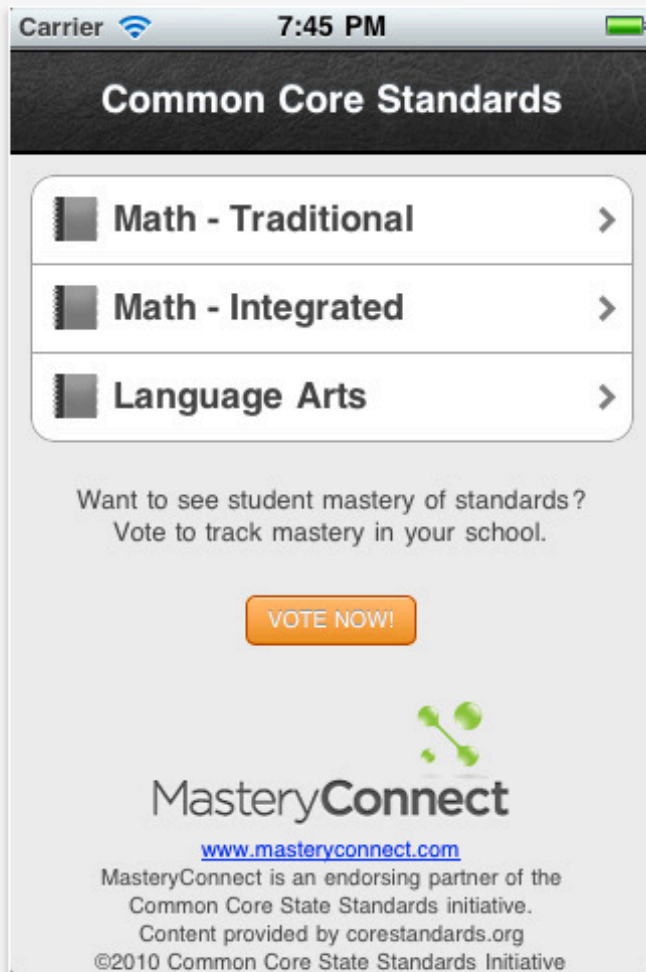 Carrier 7:45 PM
Common Core Standards
Math - Traditional
Math - Integrated
Language Arts
Want to see student mastery of standards?
Vote to track mastery in your school.
VOTE NOW!
MasteryConnect
www.masteryconnect.com
MasteryConnect is an endorsing partner of the
Common Core State Standards initiative.
Content provided by corestandards.org
©2010 Common Core State Standards Initiative